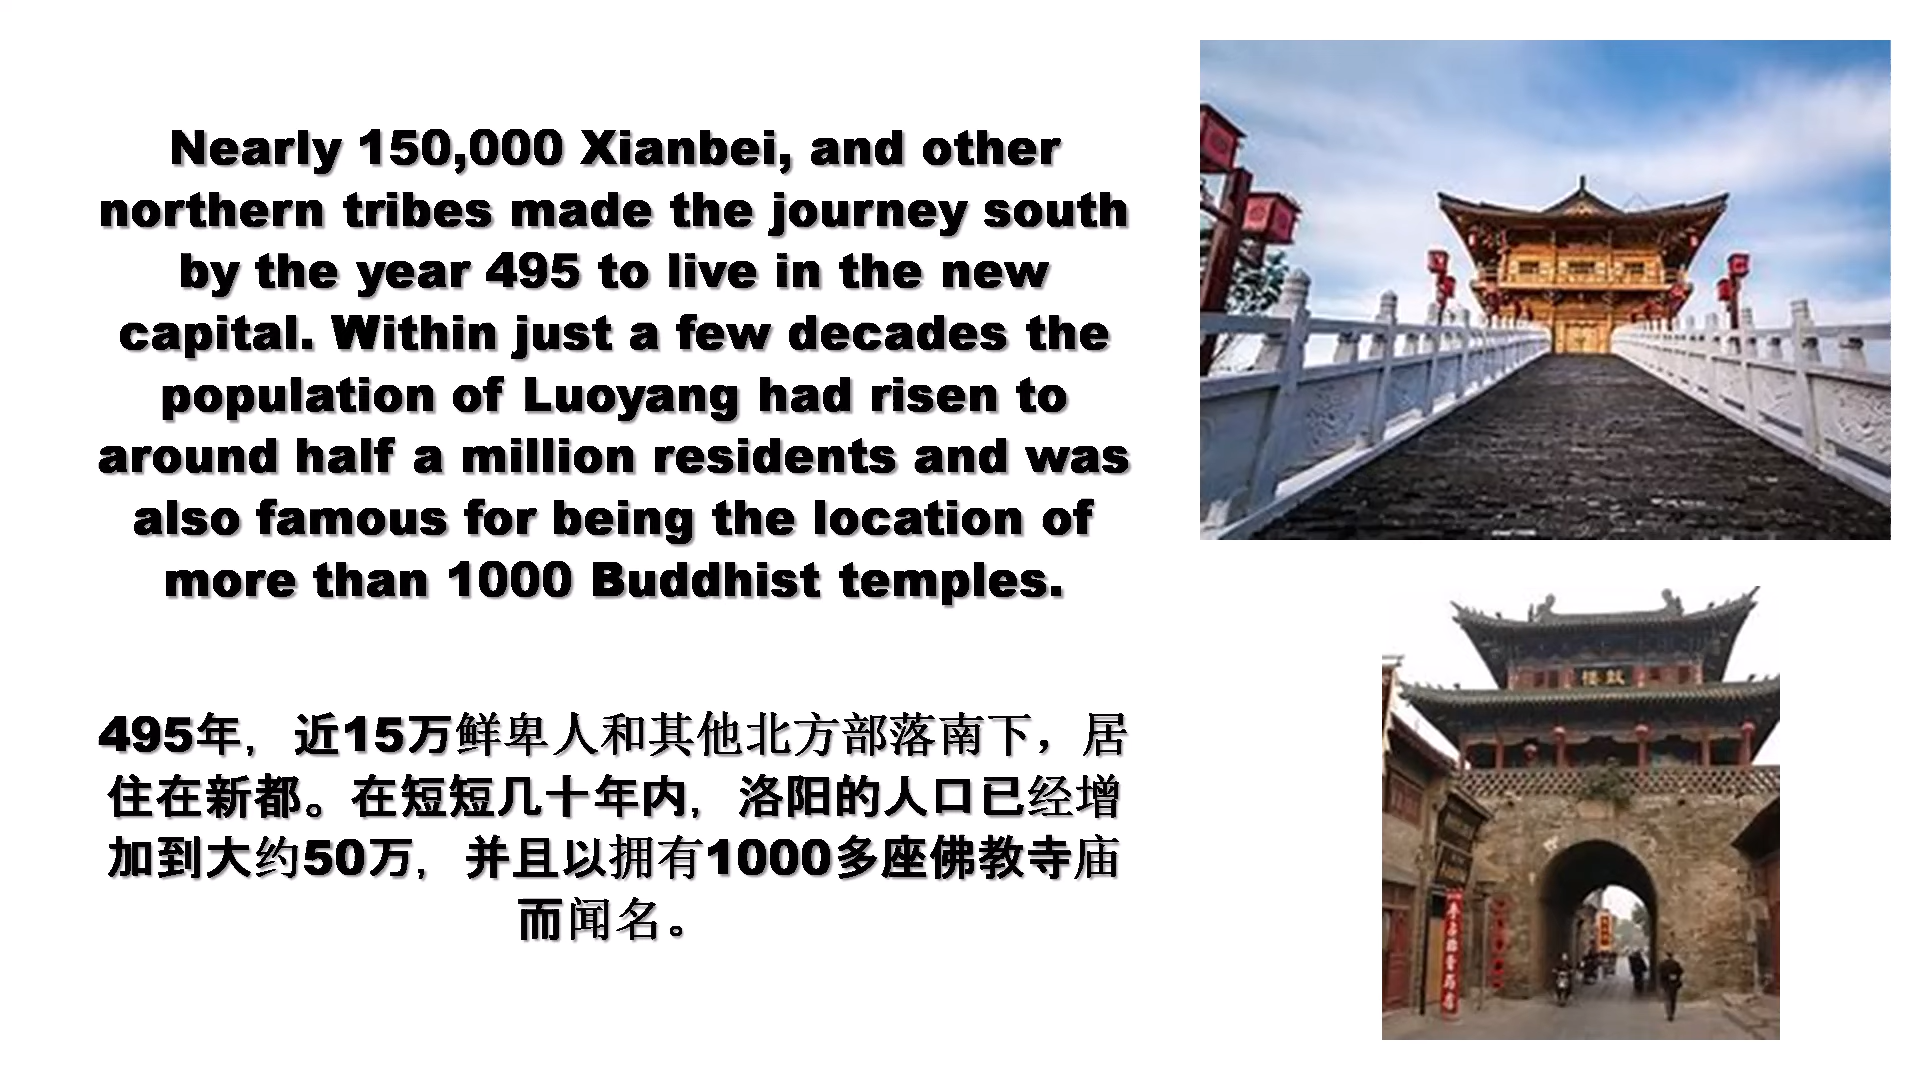 Nearly 150,000 Xianbei, and other
northern tribes made the journey south
by the year 495 to live in the new
capital. Within just a few decades the
population of Luoyang had risen to
around half a million residents and was
also famous for being the location of
more than 1000 Buddhist temples.
495年，近15万鲜卑人和其他北方部落南下，居
住在新都。在短短几十年内，洛阳的人口已经增
加到大约50万，并且以拥有1000多座佛教寺庙
而闻名。
楼鼓